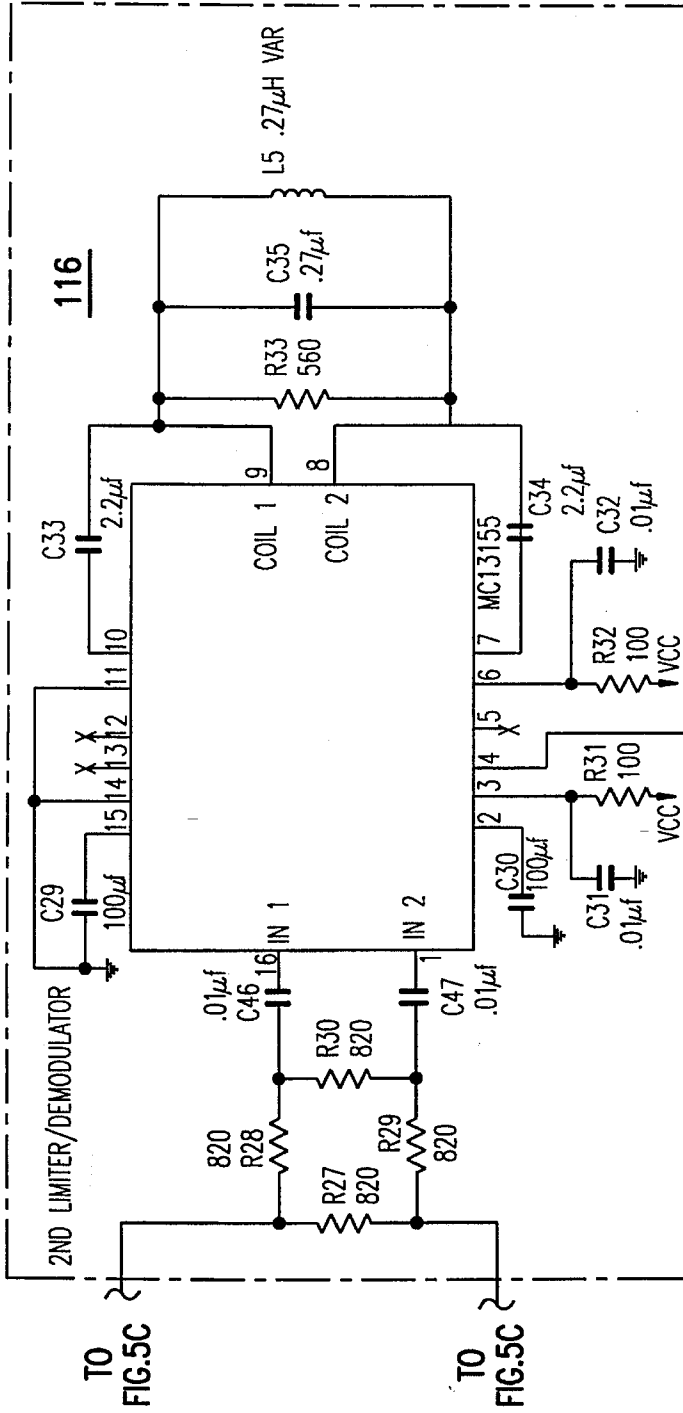 116
2ND LIMITER/DEMODULATOR
TO
FIG.5C
TO
FIG.5C
C29
100µf
15
14
13
12
11
10
X
X
C33
2.2µf
.01µf
C46
16
IN 1
IN 2
1
C47
.01µf
820
R28
R30
820
R27
820
R29
820
COIL 1
9
COIL 2
8
MC13155
R33
560
C35
.27µf
L5 .27µH VAR
2
3
4
5
6
7
X
C30
100µf
C31
.01µf
R31
100
VCC
R32
100
VCC
C34
2.2µf
C32
.01µf